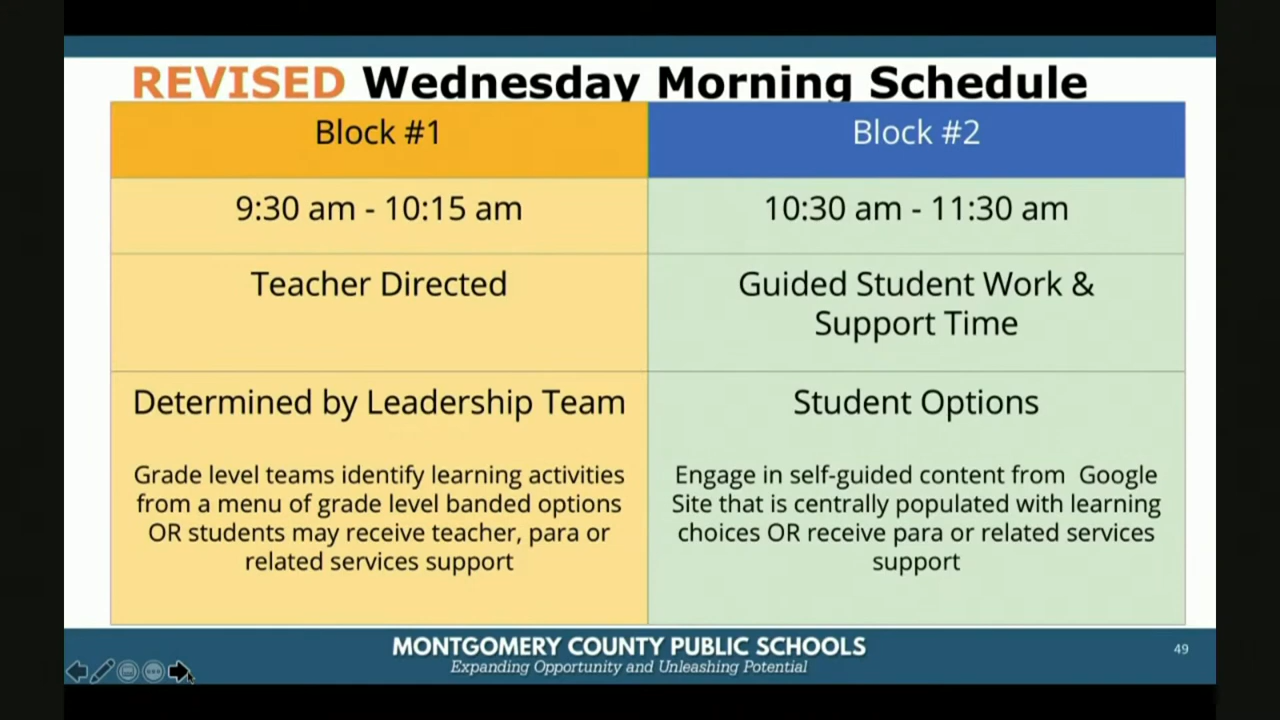 REVISED Wednesday Morning Schedule
Block #1
Block #2
9:30 am - 10:15 am
10:30 am - 11:30 am
Teacher Directed
Guided Student Work &
Support Time
Determined by Leadership Team
Grade level teams identify learning activities
from a menu of grade level banded options
OR students may receive teacher, para or
related services support
Student Options
Engage in self-guided content from Google
Site that is centrally populated with learning
choices OR receive para or related services
support
MONTGOMERY COUNTY PUBLIC SCHOOLS
Expanding Opportunity and Unleashing Potential
49